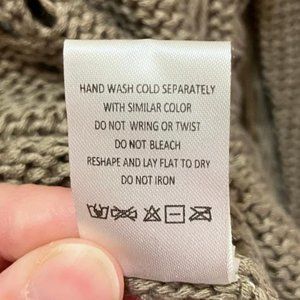 HAND WASH COLD SEPARATELY
WITH SIMILAR COLOR
DO NOT WRING OR TWIST
DO NOT BLEACH
RESHAPE AND LAY FLAT TO DRY
DO NOT IRON